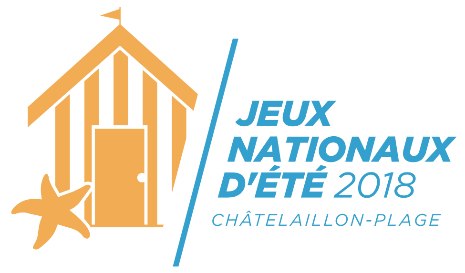 JEUX
NATIONAUX
D'ÉTÉ 2018
CHÂTELAILLON-PLAGE